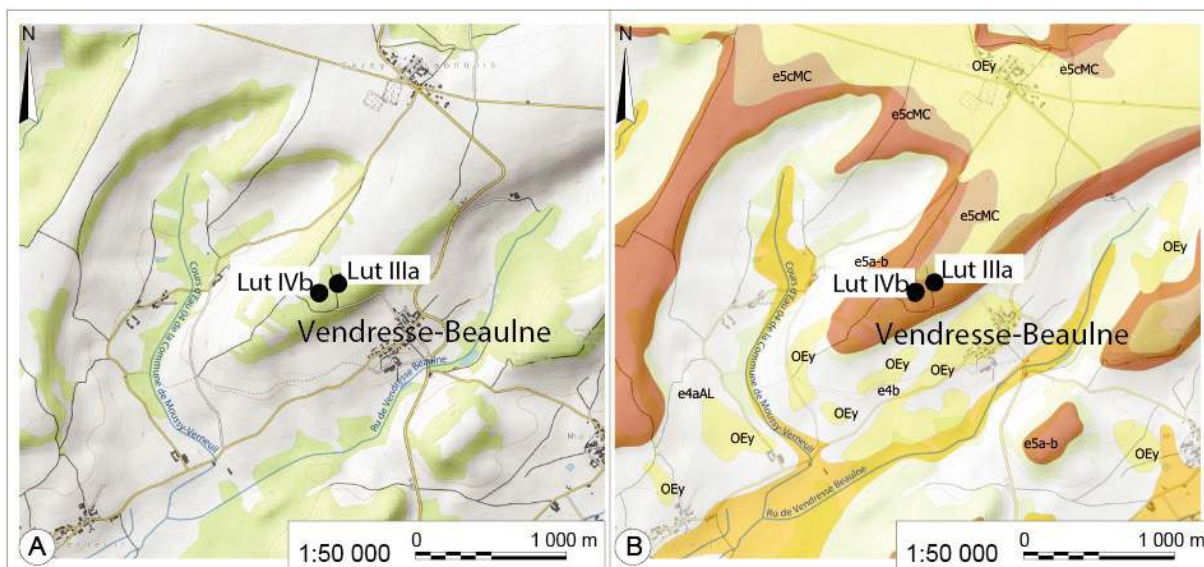 N
Cerny
Lut IIIa
Lut IVb
Vendresse-Beaulne
Cours d'Eau 04 de la Commune de Moussy-Verneuil
Ru de Vendresse Beaulne
A
1:50 000
0
1 000 m
N
OEy
e5cMC
e5cMC
e5cMC
e5cMC
OEy
e5a-b
Lut IIIa
Lut IVb
Vendresse-Beaulne
Cours d'Eau 04 de la Commune de Moussy-Verneuil
OEy
OEy
OEy
e4b
e4aAL
OEy
OEy
OEy
e5a-b
Ru de Vendresse Beaulne
B
1:50 000
0
1 000 m